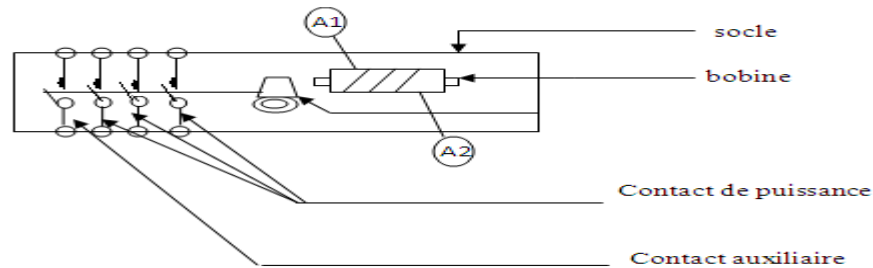 A1
socle
bobine
A2
Contact de puissance
Contact auxiliaire